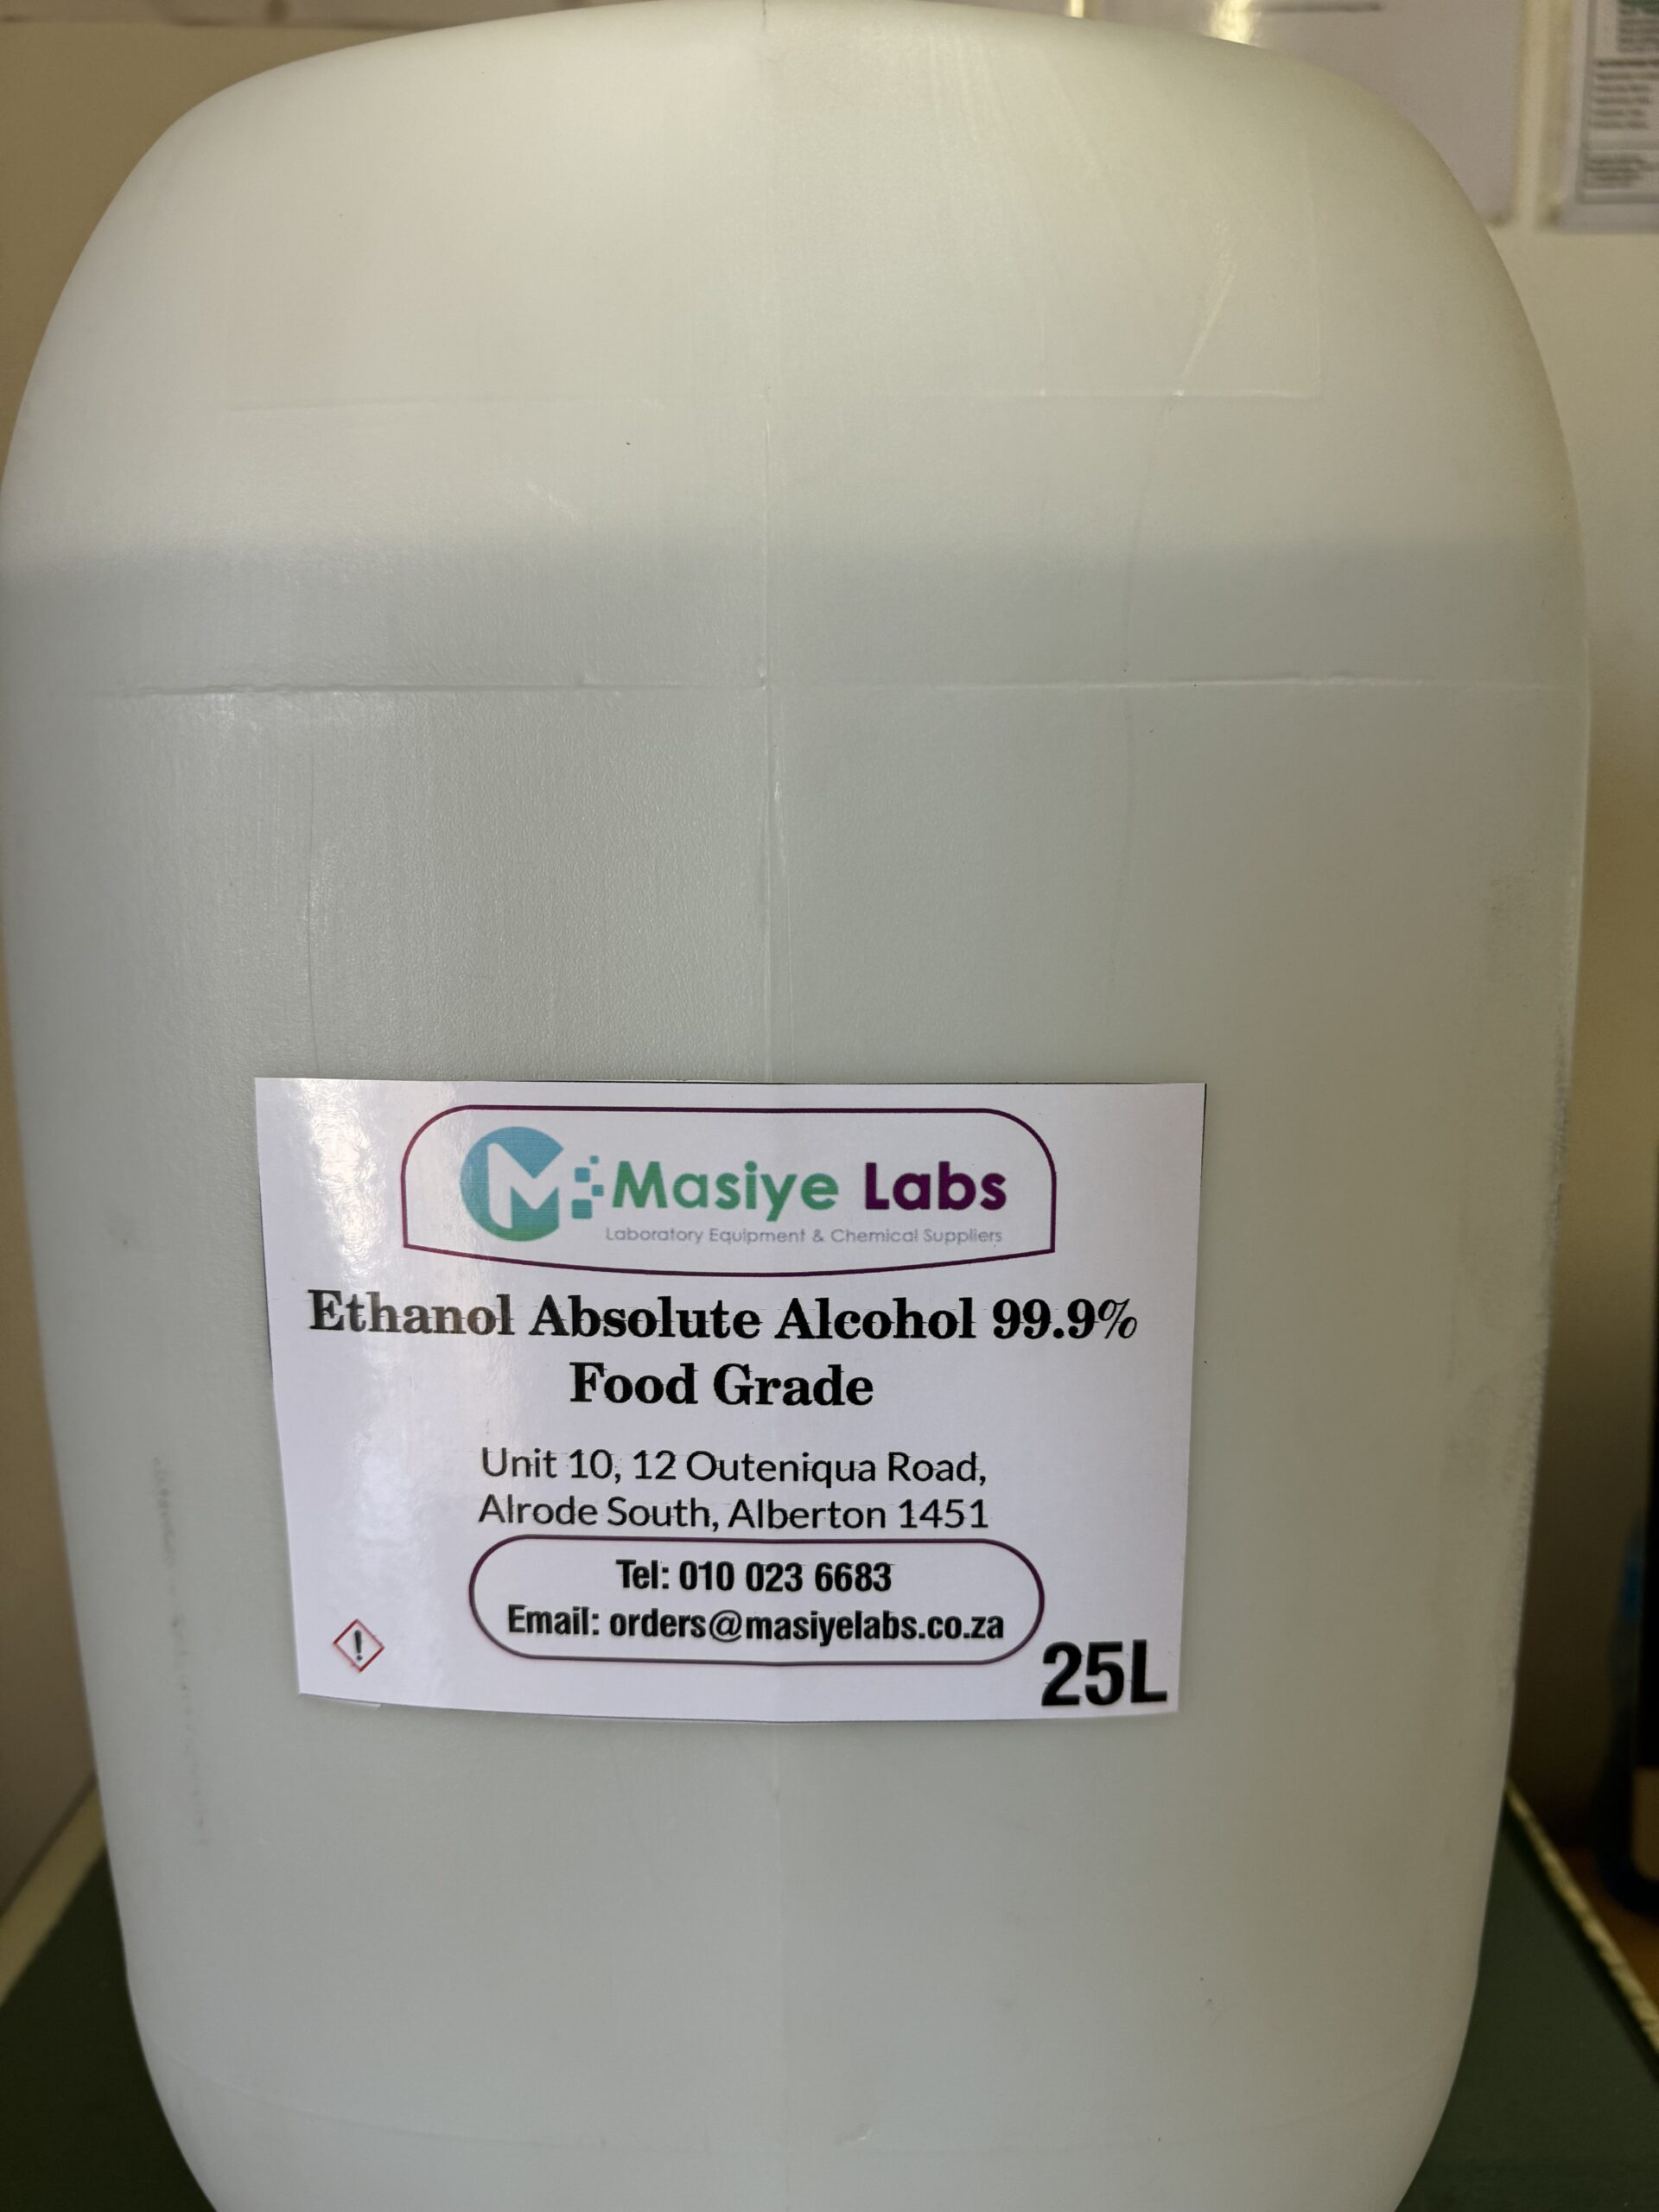 Masiye Labs
Laboratory Equipment & Chemical Suppliers
Ethanol Absolute Alcohol 99.9%
Food Grade
Unit 10, 12 Outeniqua Road,
Alrode South, Alberton 1451
Tel: 010 023 6683
Email: orders@masiyelabs.co.za
25L